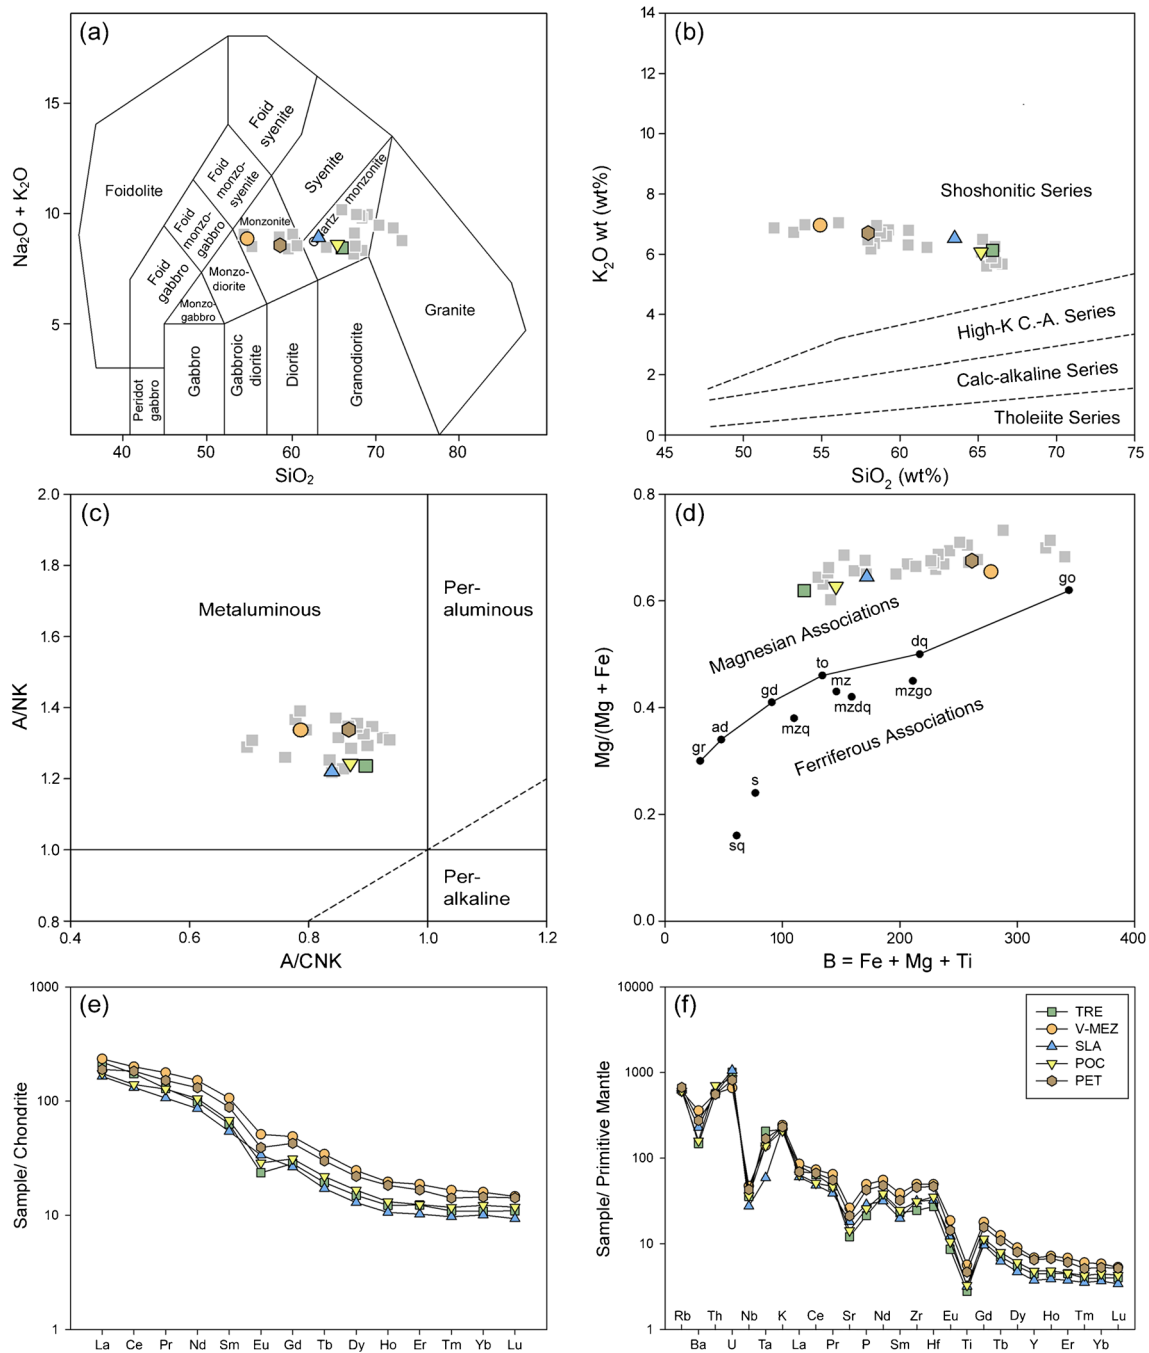 (a)
Na2O + K2O
15
10
5
Foidolite
Foid
syenite
Foid
monzo-
syenite
Syenite
monzonite
Foid
monzo-
gabbro
Monzonite
Foid
gabbro
Monzo-
diorite
Monzo-
gabbro
Peridot
gabbro
Gabbro
Gabbroic
diorite
Diorite
Granodiorite
Granite
40 50 60 70 80
SiO2
(b)
K2O wt (wt%)
14
12
10
8
6
4
2
0
Shoshonitic Series
High-K C.-A. Series
Calc-alkaline Series
Tholeiite Series
45 50 55 60 65 70 75
SiO2 (wt%)
(c)
A/NK
2.0
1.8
1.6
1.4
1.2
1.0
0.8
Metaluminous
Per-
aluminous
Per-
alkaline
0.4 0.6 0.8 1.0 1.2
A/CNK
(d)
Mg/(Mg + Fe)
0.8
0.6
0.4
0.2
0.0
Magnesian Associations
Ferriferous Associations
go
dq
to
mz
mzgo
gd
mzdq
mzq
ad
gr
s
sq
0 100 200 300 400
B = Fe + Mg + Ti
(e)
Sample/ Chondrite
1000
100
10
1
La Ce Pr Nd Sm Eu Gd Tb Dy Ho Er Tm Yb Lu
(f)
Sample/ Primitive Mantle
10000
1000
100
10
1
TRE
V-MEZ
SLA
POC
PET
Rb Th Nb K Ce Sr Nd Zr Eu Gd Dy Ho Tm Lu
Ba U Ta La Pr P Sm Hf Ti Tb Y Er Yb